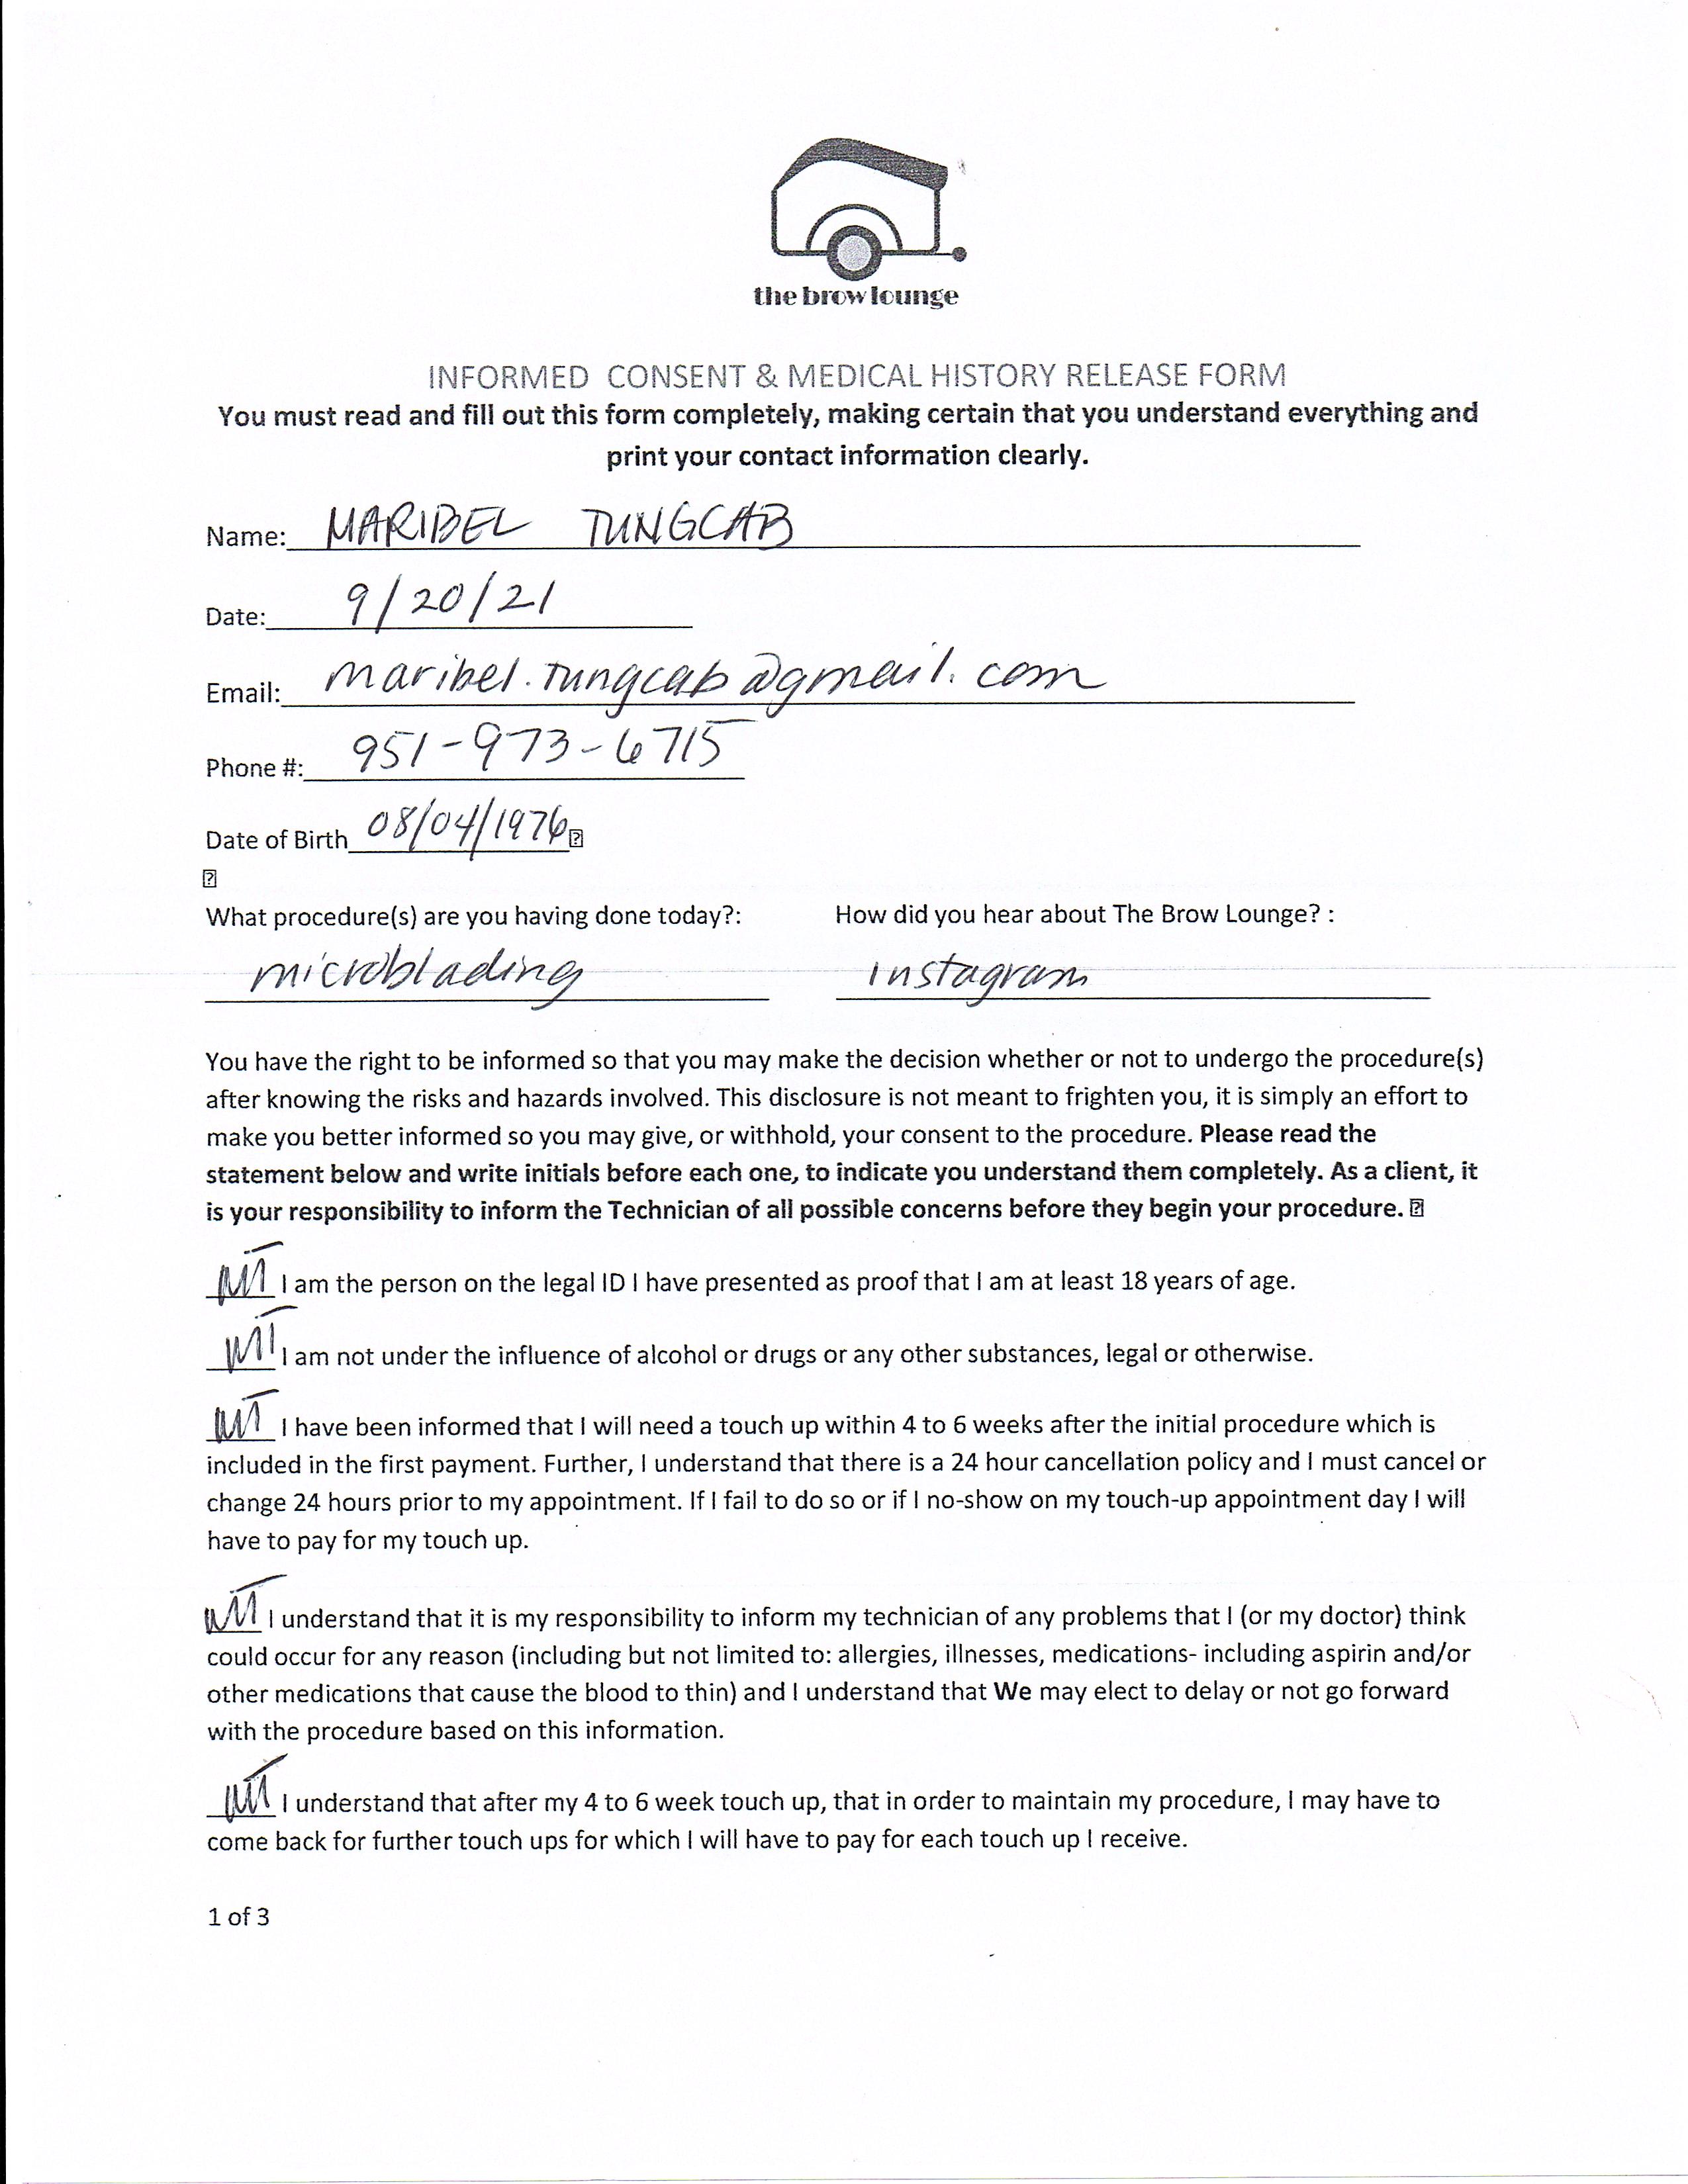 the brow lounge
INFORMED CONSENT & MEDICAL HISTORY RELEASE FORM
You must read and fill out this form completely, making certain that you understand everything and
print your contact information clearly.
Name: MARIBEL TUNGCAB
Date: 9/20/21
Email: maribel.tungcab@gmail.com
Phone #: 951-973-6715
Date of Birth 08/04/1976
What procedure(s) are you having done today?: How did you hear about The Brow Lounge? :
microblading instagram
You have the right to be informed so that you may make the decision whether or not to undergo the procedure(s)
after knowing the risks and hazards involved. This disclosure is not meant to frighten you, it is simply an effort to
make you better informed so you may give, or withhold, your consent to the procedure. Please read the
statement below and write initials before each one, to indicate you understand them completely. As a client, it
is your responsibility to inform the Technician of all possible concerns before they begin your procedure.
MT I am the person on the legal ID I have presented as proof that I am at least 18 years of age.
MT I am not under the influence of alcohol or drugs or any other substances, legal or otherwise.
MT I have been informed that I will need a touch up within 4 to 6 weeks after the initial procedure which is
included in the first payment. Further, I understand that there is a 24 hour cancellation policy and I must cancel or
change 24 hours prior to my appointment. If I fail to do so or if I no-show on my touch-up appointment day I will
have to pay for my touch up.
MT I understand that it is my responsibility to inform my technician of any problems that I (or my doctor) think
could occur for any reason (including but not limited to: allergies, illnesses, medications- including aspirin and/or
other medications that cause the blood to thin) and I understand that We may elect to delay or not go forward
with the procedure based on this information.
MT I understand that after my 4 to 6 week touch up, that in order to maintain my procedure, I may have to
come back for further touch ups for which I will have to pay for each touch up I receive.
1 of 3